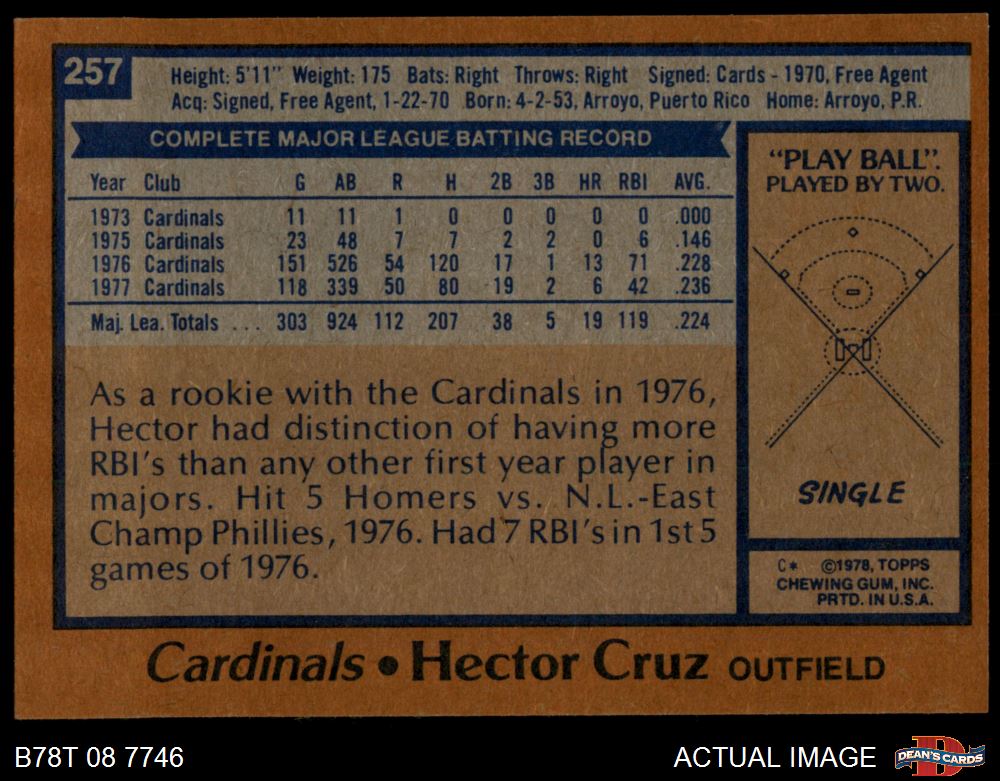 257
Height: 5'11" Weight: 175 Bats: Right Throws: Right Signed: Cards - 1970, Free Agent
Acq: Signed, Free Agent, 1-22-70 Born: 4-2-53, Arroyo, Puerto Rico Home: Arroyo, P.R.
COMPLETE MAJOR LEAGUE BATTING RECORD
Year Club G AB R H 2B 3B HR RBI AVG.
1973 Cardinals 11 11 1 0 0 0 0 0 .000
1975 Cardinals 23 48 7 7 2 2 0 6 .146
1976 Cardinals 151 526 54 120 17 1 13 71 .228
1977 Cardinals 118 339 50 80 19 2 6 42 .236
Maj. Lea. Totals ... 303 924 112 207 38 5 19 119 .224
As a rookie with the Cardinals in 1976,
Hector had distinction of having more
RBI's than any other first year player in
majors. Hit 5 Homers vs. N.L.-East
Champ Phillies, 1976. Had 7 RBI's in 1st 5
games of 1976.
"PLAY BALL".
PLAYED BY TWO.
SINGLE
C* ©1978, TOPPS
CHEWING GUM, INC.
PRTD. IN U.S.A.
Cardinals • Hector Cruz OUTFIELD
B78T 08 7746
ACTUAL IMAGE
D
DEAN'S CARDS